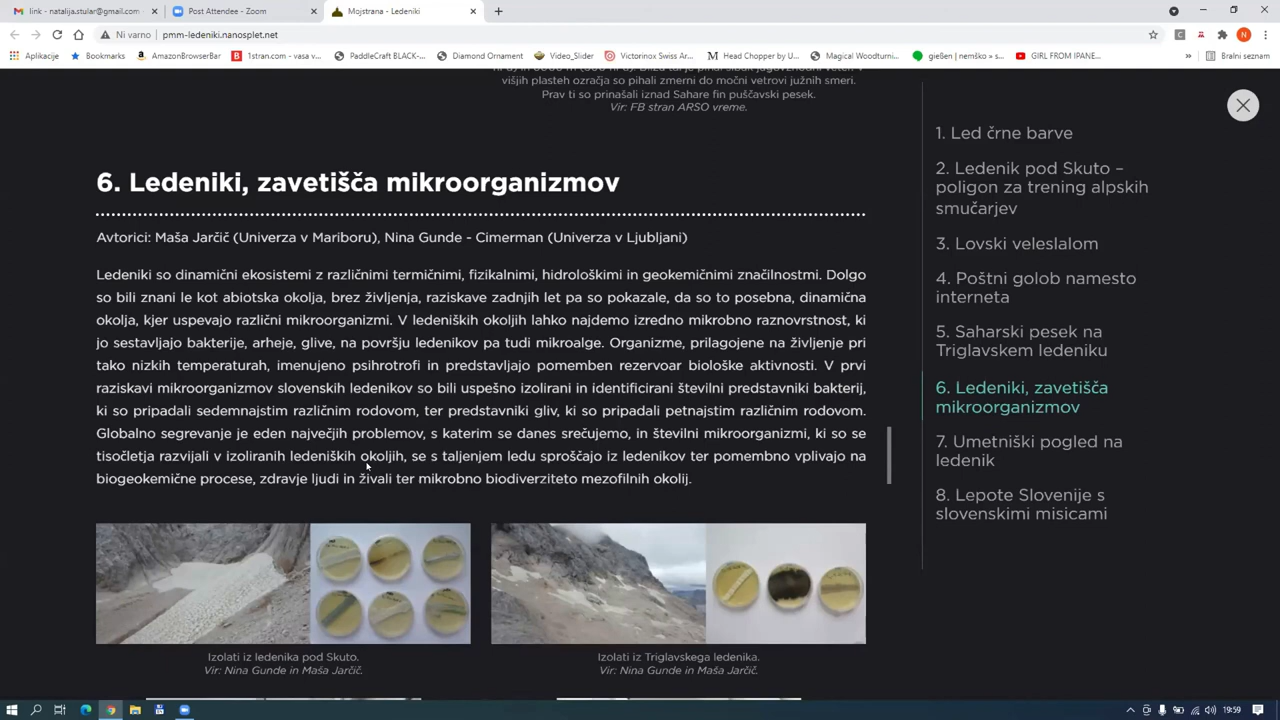 link - natalija.stular@gmail.com
Post Attendee - Zoom
Mojstrana - Ledeniki
Ni varno
pmm-ledeniki.nanosplet.net
Aplikacije
Bookmarks
AmazonBrowserBar
1stran.com - vasa v...
PaddleCraft BLACK-...
Diamond Ornament
Video_Slider
Victorinox Swiss Ar...
Head Chopper by U...
Magical Woodturni...
gießen | nemško » s...
GIRL FROM IPANE...
»
Bralni seznam
višjih plasteh ozračja so pihali zmerni do močni vetrovi južnih smeri.
Prav ti so prinašali iznad Sahare fin puščavski pesek.
Vir: FB stran ARSO vreme.
6. Ledeniki, zavetišča mikroorganizmov
Avtorici: Maša Jarčič (Univerza v Mariboru), Nina Gunde - Cimerman (Univerza v Ljubljani)
Ledeniki so dinamični ekosistemi z različnimi termičnimi, fizikalnimi, hidrološkimi in geokemičnimi značilnostmi. Dolgo
so bili znani le kot abiotska okolja, brez življenja, raziskave zadnjih let pa so pokazale, da so to posebna, dinamična
okolja, kjer uspevajo različni mikroorganizmi. V ledeniških okoljih lahko najdemo izredno mikrobno raznovrstnost, ki
jo sestavljajo bakterije, arheje, glive, na površju ledenikov pa tudi mikroalge. Organizme, prilagojene na življenje pri
tako nizkih temperaturah, imenujeno psihrotrofi in predstavljajo pomemben rezervoar biološke aktivnosti. V prvi
raziskavi mikroorganizmov slovenskih ledenikov so bili uspešno izolirani in identificirani številni predstavniki bakterij,
ki so pripadali sedemnajstim različnim rodovom, ter predstavniki gliv, ki so pripadali petnajstim različnim rodovom.
Globalno segrevanje je eden največjih problemov, s katerim se danes srečujemo, in številni mikroorganizmi, ki so se
tisočletja razvijali v izoliranih ledeniških okoljih, se s taljenjem ledu sproščajo iz ledenikov ter pomembno vplivajo na
biogeokemične procese, zdravje ljudi in živali ter mikrobno biodiverziteto mezofilnih okolij.
Izolati iz ledenika pod Skuto.
Vir: Nina Gunde in Maša Jarčič.
Izolati iz Triglavskega ledenika.
Vir: Nina Gunde in Maša Jarčič.
1. Led črne barve
2. Ledenik pod Skuto –
poligon za trening alpskih
smučarjev
3. Lovski veleslalom
4. Poštni golob namesto
interneta
5. Saharski pesek na
Triglavskem ledeniku
6. Ledeniki, zavetišča
mikroorganizmov
7. Umetniški pogled na
ledenik
8. Lepote Slovenije s
slovenskimi misicami
19:59